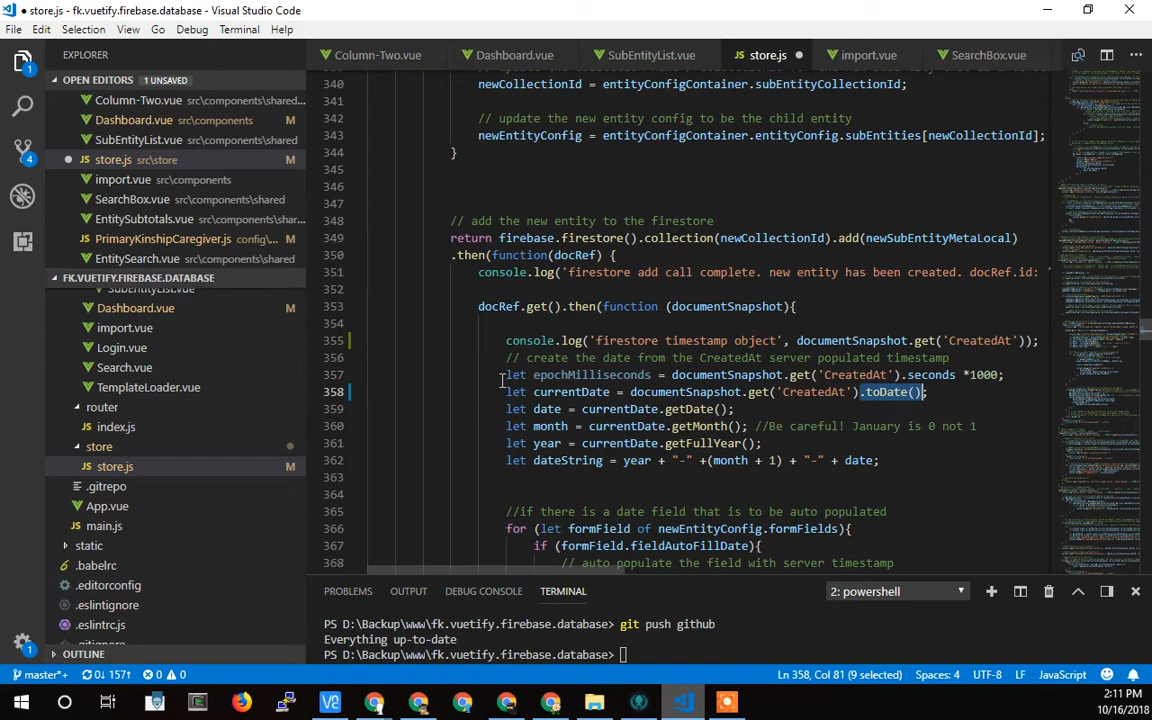 store.js - fk.vuetify.firebase.database - Visual Studio Code
File Edit Selection View Go Debug Terminal Help
EXPLORER
OPEN EDITORS 1 UNSAVED
Column-Two.vue src\components\shared...
Dashboard.vue src\components M
SubEntityList.vue src\components\shared
JS store.js src\store M
import.vue src\components
SearchBox.vue src\components\shared
EntitySubtotals.vue src\components\shar...
JS PrimaryKinshipCaregiver.js config\... M
EntitySearch.vue src\components\shared
FK.VUETIFY.FIREBASE.DATABASE
SubEntityList.vue
Dashboard.vue M
import.vue
Login.vue
Search.vue
TemplateLoader.vue
router
JS index.js
store
JS store.js M
.gitrepo
App.vue
JS main.js
static
.babelrc
.editorconfig
.eslintignore
.eslintrc.js
OUTLINE
Column-Two.vue Dashboard.vue SubEntityList.vue JS store.js import.vue SearchBox.vue
340 newCollectionId = entityConfigContainer.subEntityCollectionId;
341
342 // update the new entity config to be the child entity
343 newEntityConfig = entityConfigContainer.entityConfig.subEntities[newCollectionId];
344 }
345
346
347
348 // add the new entity to the firestore
349 return firebase.firestore().collection(newCollectionId).add(newSubEntityMetaLocal)
350 .then(function(docRef) {
351 console.log('firestore add call complete. new entity has been created. docRef.id: '
352
353 docRef.get().then(function (documentSnapshot){
354
355 console.log('firestore timestamp object', documentSnapshot.get('CreatedAt'));
356 // create the date from the CreatedAt server populated timestamp
357 let epochMilliseconds = documentSnapshot.get('CreatedAt').seconds *1000;
358 let currentDate = documentSnapshot.get('CreatedAt').toDate();
359 let date = currentDate.getDate();
360 let month = currentDate.getMonth(); //Be careful! January is 0 not 1
361 let year = currentDate.getFullYear();
362 let dateString = year + "-" +(month + 1) + "-" + date;
363
364
365 //if there is a date field that is to be auto populated
366 for (let formField of newEntityConfig.formFields){
367 if (formField.fieldAutoFillDate){
368 // auto populate the field with server timestamp
PROBLEMS OUTPUT DEBUG CONSOLE TERMINAL 2: powershell
PS D:\Backup\www\fk.vuetify.firebase.database> git push github
Everything up-to-date
PS D:\Backup\www\fk.vuetify.firebase.database>
master*+ 0↓ 157↑ 0 0 Ln 358, Col 81 (9 selected) Spaces: 4 UTF-8 LF JavaScript
2:11 PM
10/16/2018